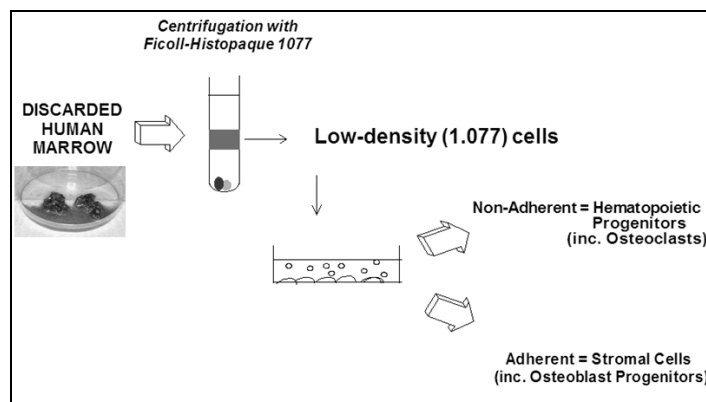 Centrifugation with
Ficoll-Histopaque 1077
DISCARDED
HUMAN
MARROW
Low-density (1.077) cells
Non-Adherent = Hematopoietic
Progenitors
(inc. Osteoclasts)
Adherent = Stromal Cells
(inc. Osteoblast Progenitors)